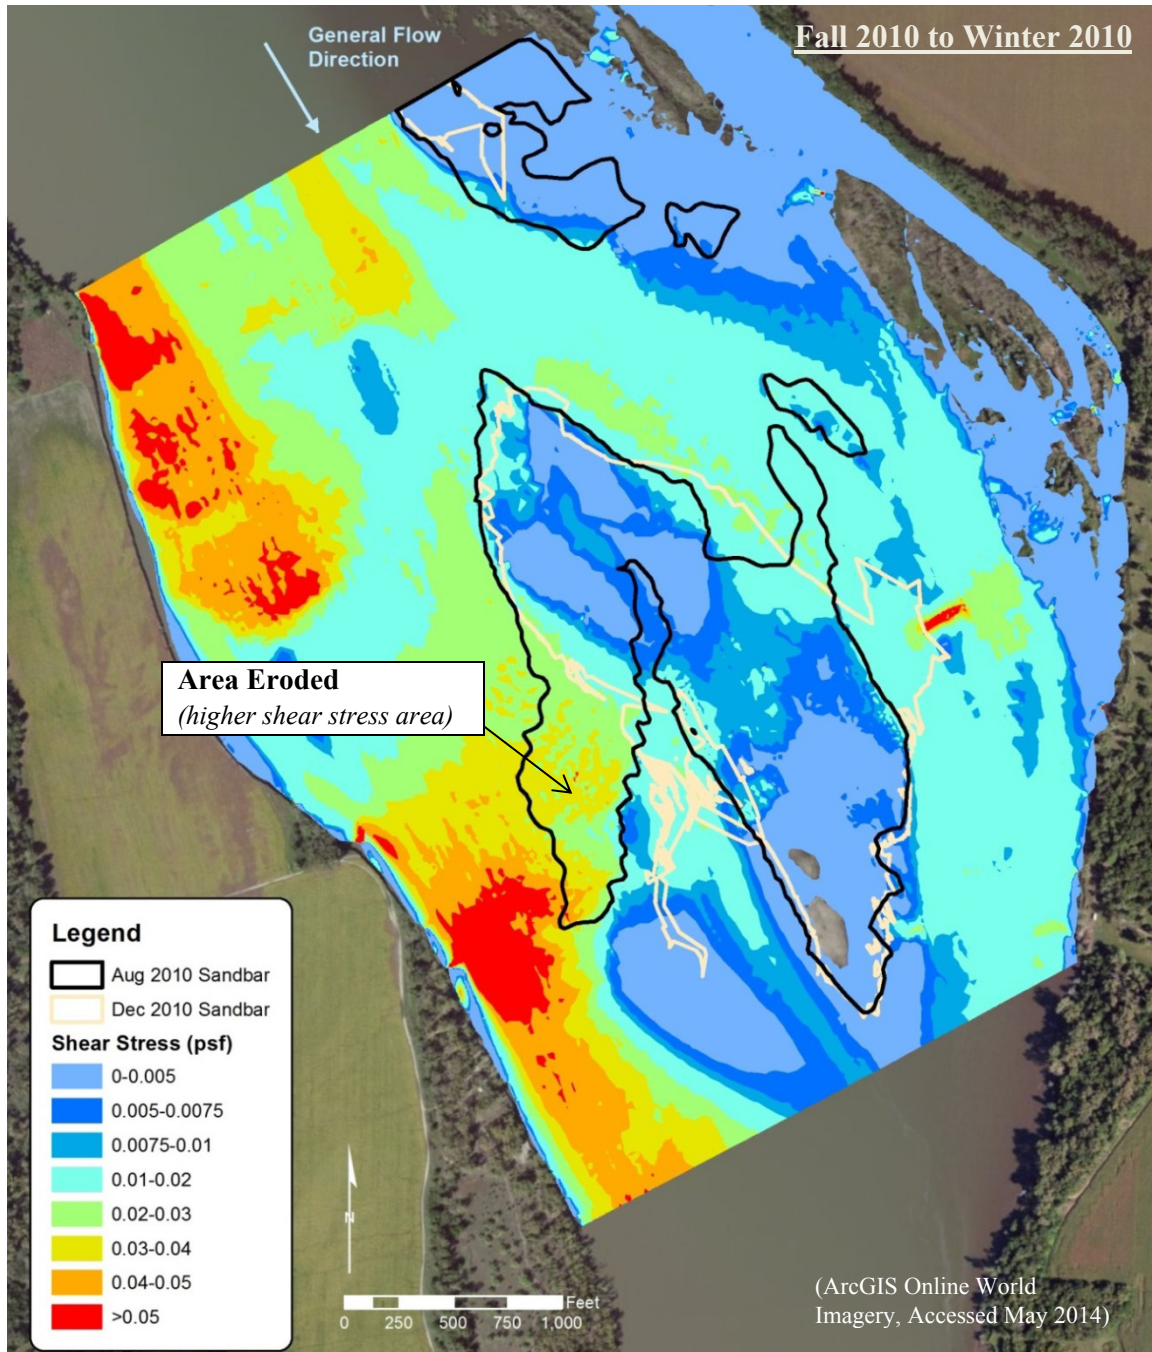 Fall 2010 to Winter 2010
General Flow
Direction
Area Eroded
(higher shear stress area)
Legend
Aug 2010 Sandbar
Dec 2010 Sandbar
Shear Stress (psf)
0-0.005
0.005-0.0075
0.0075-0.01
0.01-0.02
0.02-0.03
0.03-0.04
0.04-0.05
>0.05
N
Feet
0 250 500 750 1,000
(ArcGIS Online World
Imagery, Accessed May 2014)